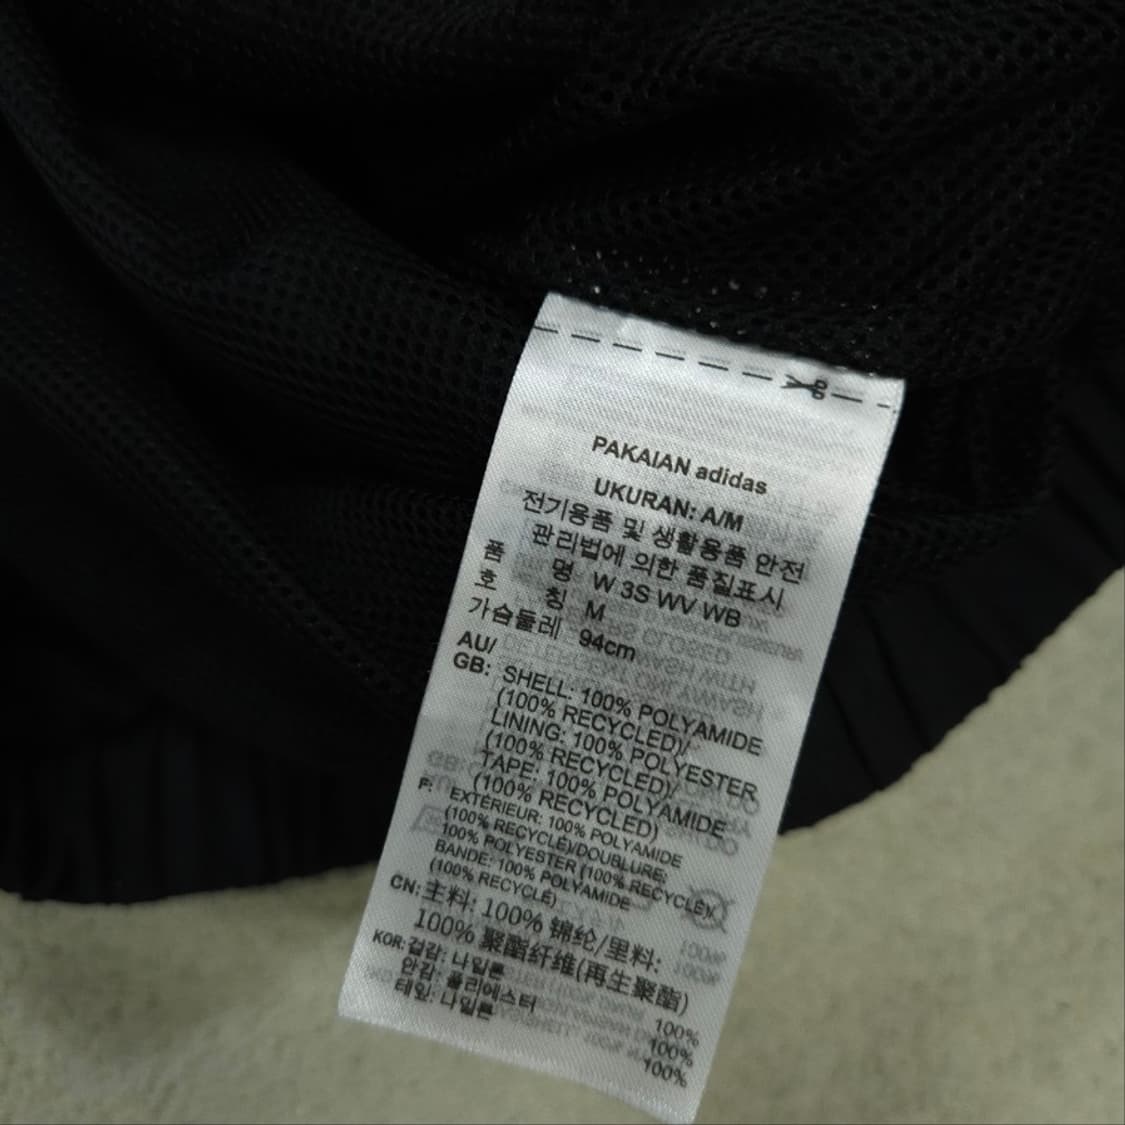 PAKAIAN adidas
UKURAN: A/M
전기용품 및 생활용품 안전
관리법에 의한 품질표시
품 명 W 3S WV WB
호 칭 M
가슴둘레 94cm
AU/
GB: SHELL: 100% POLYAMIDE
(100% RECYCLED)/
LINING: 100% POLYESTER
(100% RECYCLED)/
TAPE: 100% POLYAMIDE
(100% RECYCLED)
F: EXTÉRIEUR: 100% POLYAMIDE
(100% RECYCLÉ)/DOUBLURE:
100% POLYESTER (100% RECYCLÉ)/
BANDE: 100% POLYAMIDE
(100% RECYCLÉ)
CN: 主料: 100% 锦纶/里料:
100% 聚酯纤维(再生聚酯)
KOR: 겉감: 나일론 100%
안감: 폴리에스터 100%
테잎: 나일론 100%